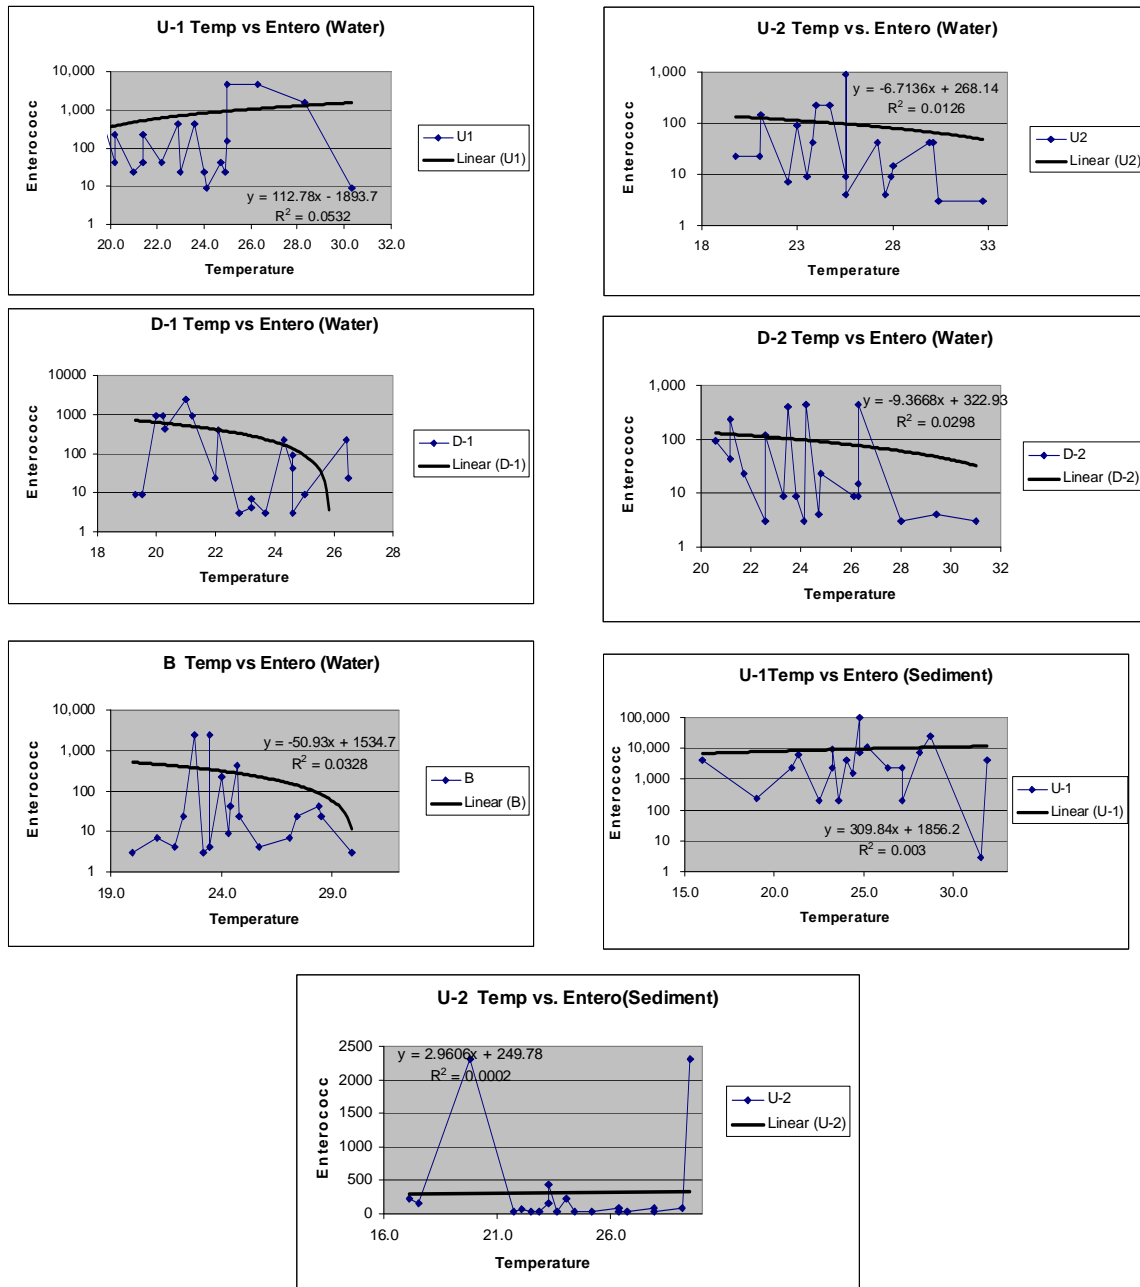 U-1 Temp vs Entero (Water)
Enterococc
10,000
1,000
100
10
1
20.0 22.0 24.0 26.0 28.0 30.0 32.0
Temperature
y = 112.78x - 1893.7
R² = 0.0532
U1
Linear (U1)
U-2 Temp vs. Entero (Water)
Enterococc
1,000
100
10
1
18 23 28 33
Temperature
y = -6.7136x + 268.14
R² = 0.0126
U2
Linear (U2)
D-1 Temp vs Entero (Water)
Enterococc
10000
1000
100
10
1
18 20 22 24 26 28
Temperature
D-1
Linear (D-1)
D-2 Temp vs Entero (Water)
Enterococc
1,000
100
10
1
20 22 24 26 28 30 32
Temperature
y = -9.3668x + 322.93
R² = 0.0298
D-2
Linear (D-2)
B Temp vs Entero (Water)
Enterococc
10,000
1,000
100
10
1
19.0 24.0 29.0
Temperature
y = -50.93x + 1534.7
R² = 0.0328
B
Linear (B)
U-1Temp vs Entero (Sediment)
Enterococc
100,000
10,000
1,000
100
10
1
15.0 20.0 25.0 30.0
Temperature
y = 309.84x + 1856.2
R² = 0.003
U-1
Linear (U-1)
U-2 Temp vs. Entero(Sediment)
Enterococc
2500
2000
1500
1000
500
0
16.0 21.0 26.0
Temperature
y = 2.9606x + 249.78
R² = 0.0002
U-2
Linear (U-2)